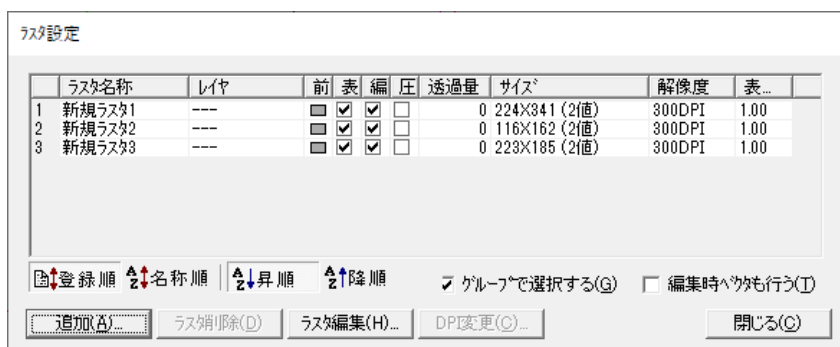 ﾗｽﾀ設定
ﾗｽﾀ名称 ﾚｲﾔ 前 表 編 圧 透過量 ｻｲｽﾞ 解像度 表...
1 新規ﾗｽﾀ1 --- 0 224X341 (2値) 300DPI 1.00
2 新規ﾗｽﾀ2 --- 0 116X162 (2値) 300DPI 1.00
3 新規ﾗｽﾀ3 --- 0 223X185 (2値) 300DPI 1.00
登録順 AZ 名称順 AZ 昇順 AZ 降順 ｸﾞﾙｰﾌﾟで選択する(G) 編集時ﾍﾞｸﾀも行う(T)
追加(A)... ﾗｽﾀ削除(D) ﾗｽﾀ編集(H)... DPI変更(C)... 閉じる(C)